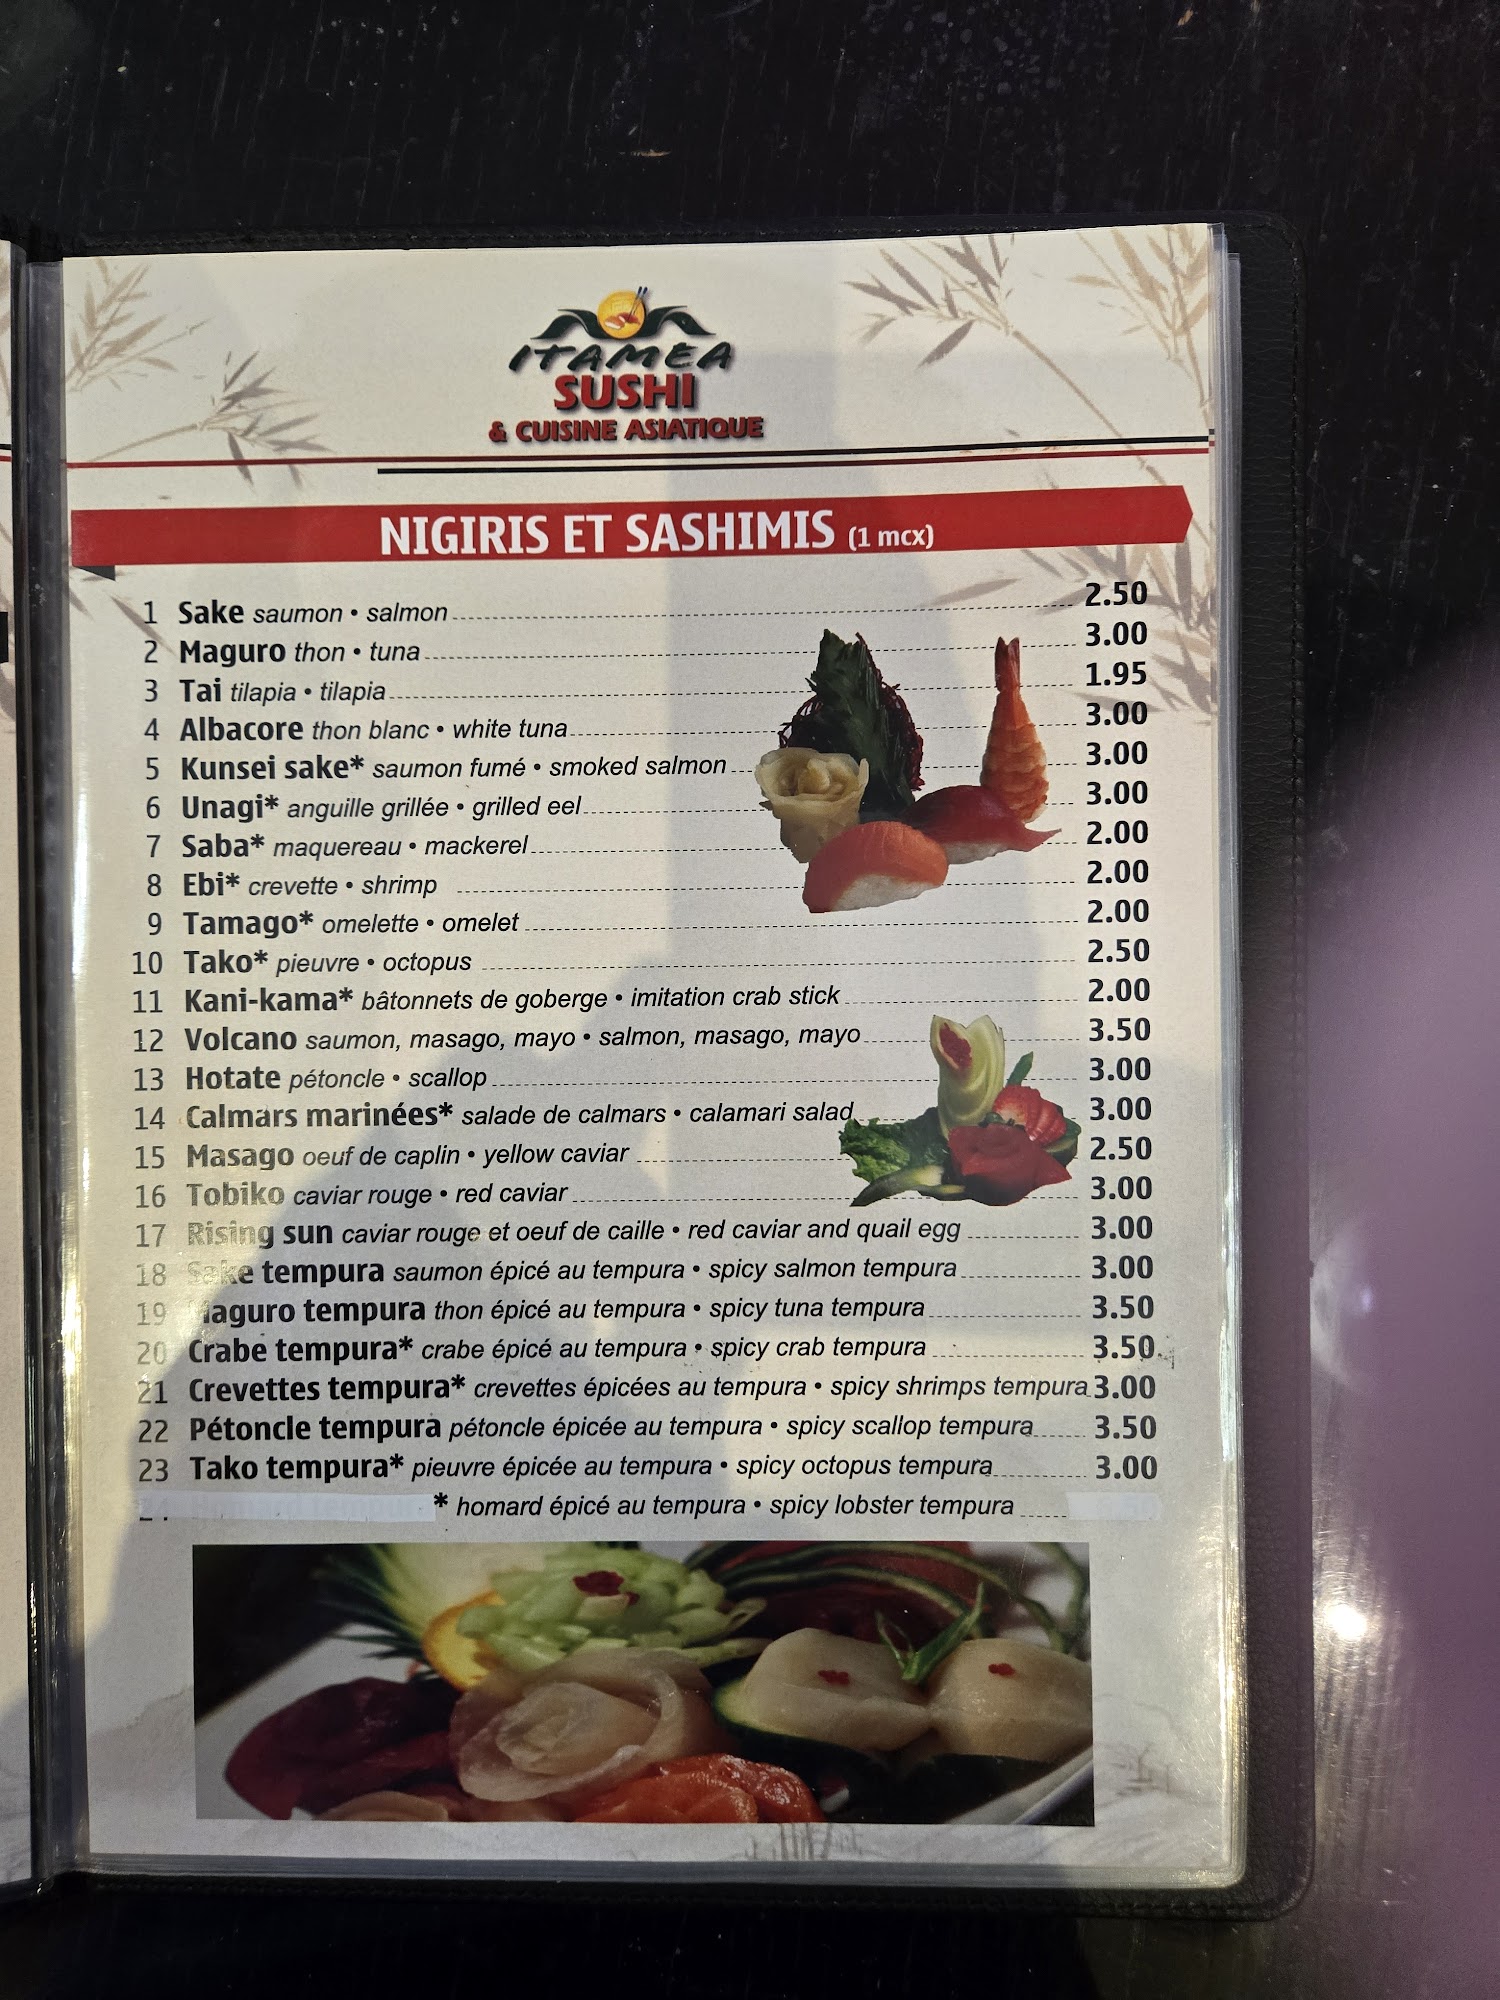 ITAMEA
SUSHI
& CUISINE ASIATIQUE
NIGIRIS ET SASHIMIS (1 mcx)
1 Sake saumon • salmon 2.50
2 Maguro thon • tuna 3.00
3 Tai tilapia • tilapia 1.95
4 Albacore thon blanc • white tuna 3.00
5 Kunsei sake* saumon fumé • smoked salmon 3.00
6 Unagi* anguille grillée • grilled eel 3.00
7 Saba* maquereau • mackerel 2.00
8 Ebi* crevette • shrimp 2.00
9 Tamago* omelette • omelet 2.00
10 Tako* pieuvre • octopus 2.50
11 Kani-kama* bâtonnets de goberge • imitation crab stick 2.00
12 Volcano saumon, masago, mayo • salmon, masago, mayo 3.50
13 Hotate pétoncle • scallop 3.00
14 Calmars marinées* salade de calmars • calamari salad 3.00
15 Masago oeuf de caplin • yellow caviar 2.50
16 Tobiko caviar rouge • red caviar 3.00
17 Rising sun caviar rouge et oeuf de caille • red caviar and quail egg 3.00
18 Sake tempura saumon épicé au tempura • spicy salmon tempura 3.00
19 Maguro tempura thon épicé au tempura • spicy tuna tempura 3.50
20 Crabe tempura* crabe épicé au tempura • spicy crab tempura 3.50
21 Crevettes tempura* crevettes épicées au tempura • spicy shrimps tempura 3.00
22 Pétoncle tempura pétoncle épicée au tempura • spicy scallop tempura 3.50
23 Tako tempura* pieuvre épicée au tempura • spicy octopus tempura 3.00
* homard épicé au tempura • spicy lobster tempura